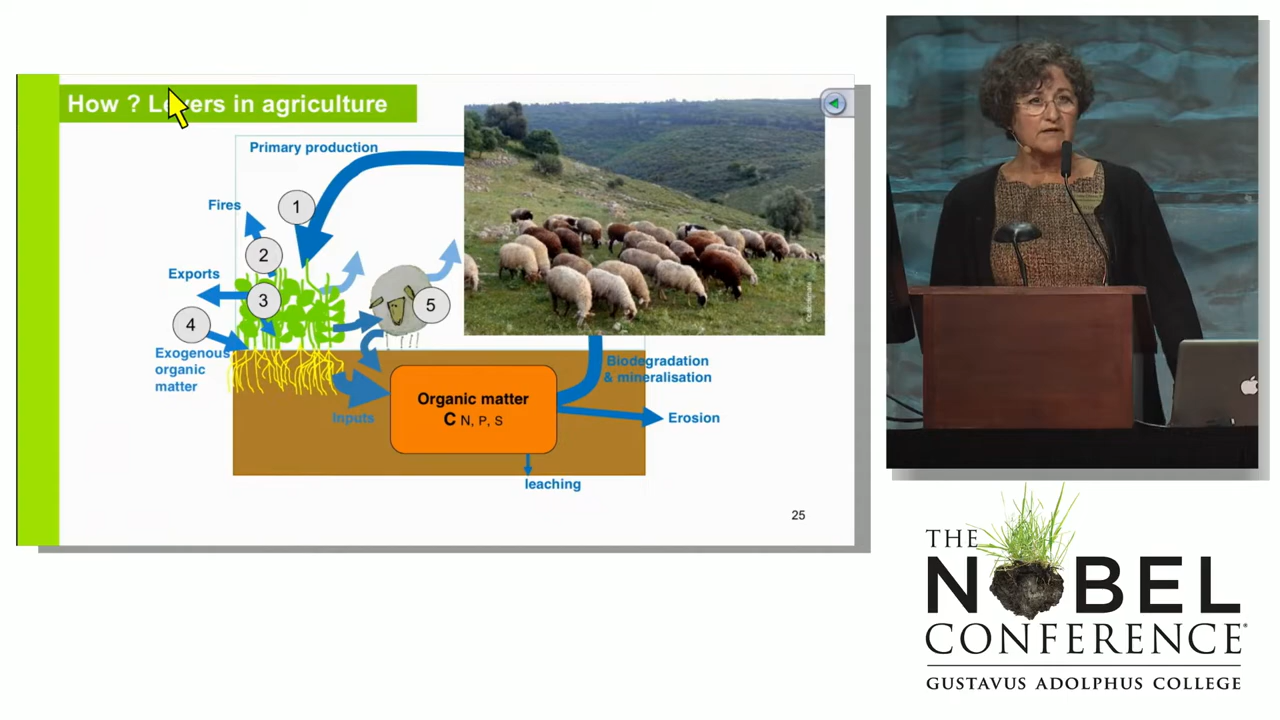 How ? Levers in agriculture
Primary production
Fires
1
2
Exports
3
5
4
Exogenous
organic
matter
Biodegradation
& mineralisation
Organic matter
C N, P, S
Inputs
Erosion
leaching
25
THE
NOBEL
CONFERENCE®
GUSTAVUS ADOLPHUS COLLEGE